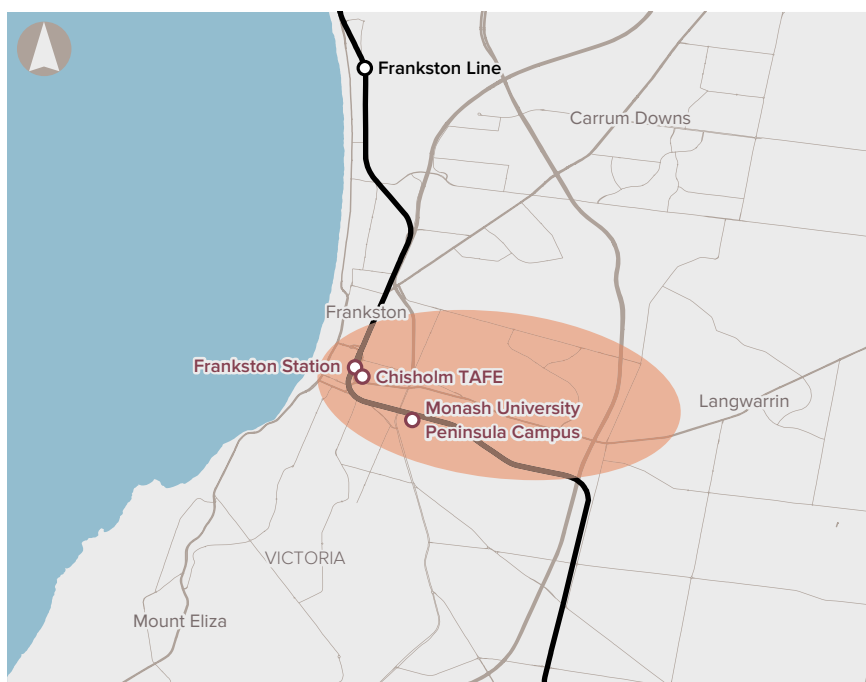 Frankston Line
Carrum Downs
Frankston
Frankston Station
Chisholm TAFE
Monash University
Peninsula Campus
Langwarrin
VICTORIA
Mount Eliza